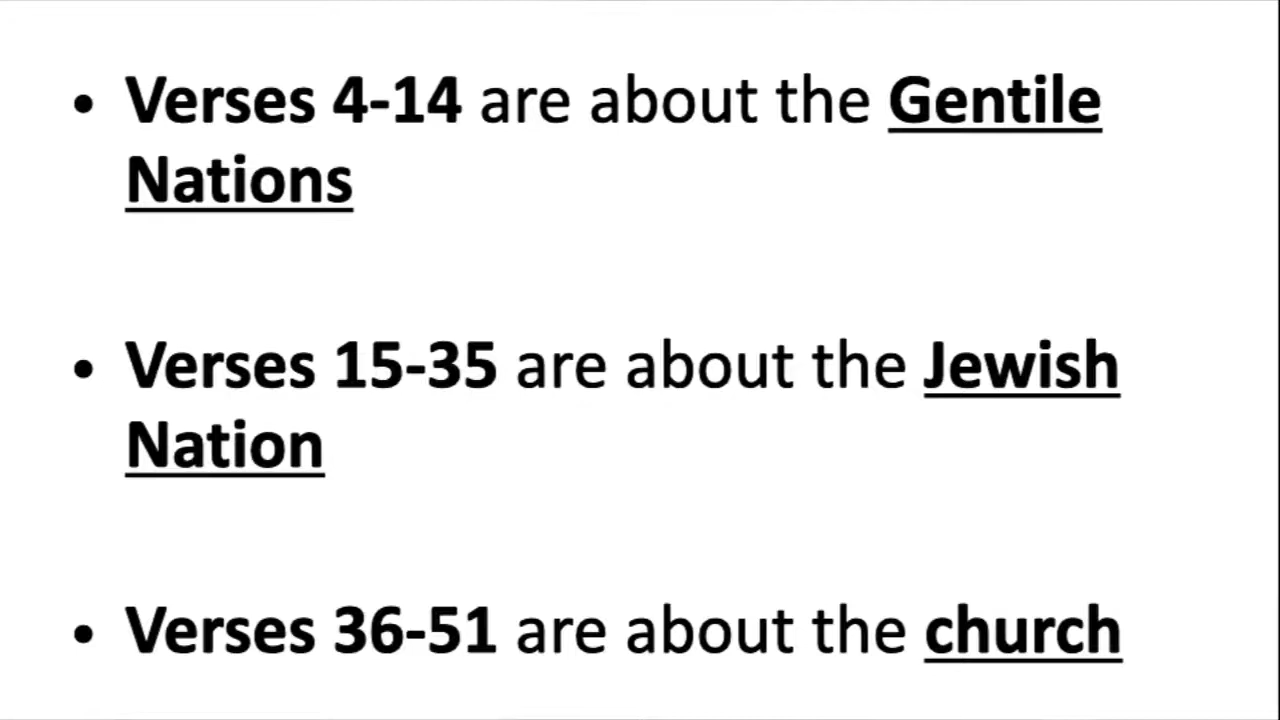 • Verses 4-14 are about the Gentile
Nations
• Verses 15-35 are about the Jewish
Nation
• Verses 36-51 are about the church